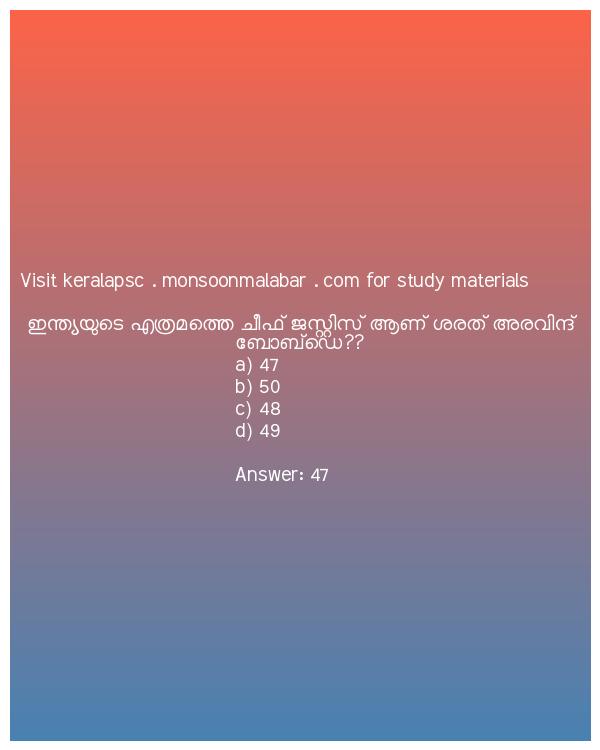 Visit keralapsc . monsoonmalabar . com for study materials
ഇന്ത്യയുടെ എത്രമത്തെ ചീഫ് ജസ്റ്റിസ് ആണ് ശരത് അരവിന്ദ്
ബോബ്ഡെ??
a) 47
b) 50
c) 48
d) 49
Answer: 47